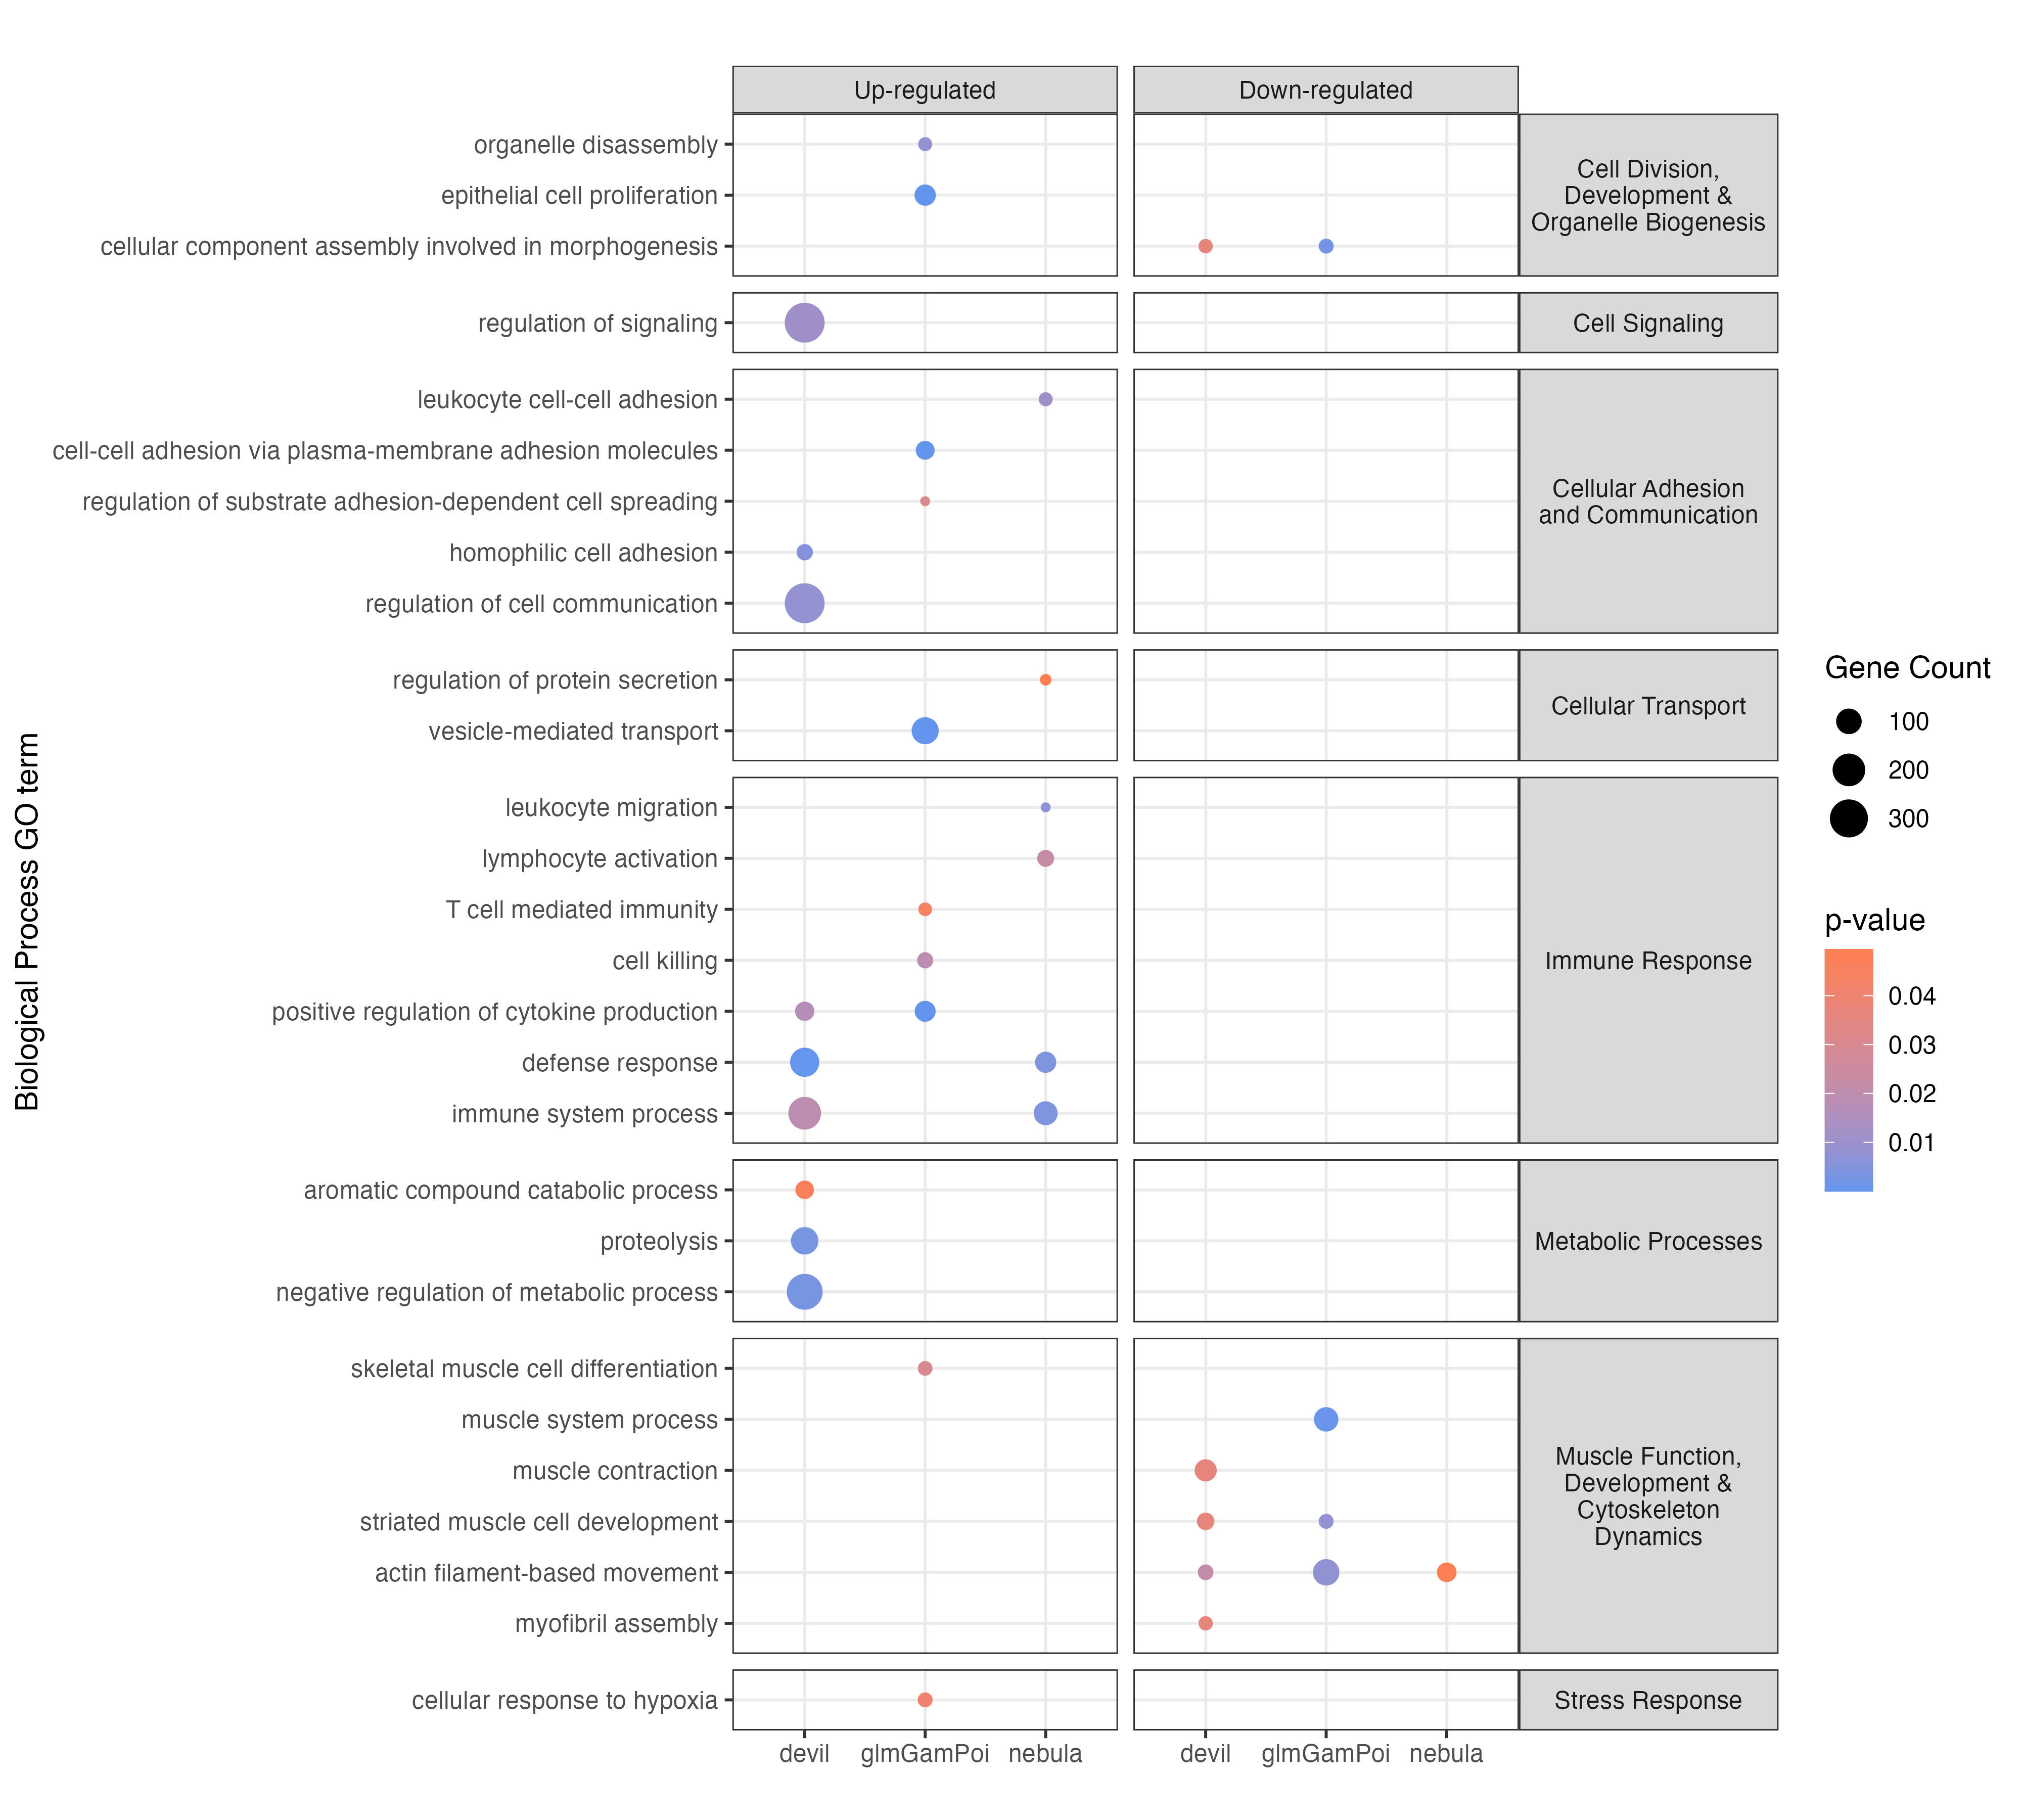 Up-regulated
Down-regulated
organelle disassembly
epithelial cell proliferation
cellular component assembly involved in morphogenesis
Cell Division,
Development &
Organelle Biogenesis
regulation of signaling
Cell Signaling
leukocyte cell-cell adhesion
cell-cell adhesion via plasma-membrane adhesion molecules
regulation of substrate adhesion-dependent cell spreading
homophilic cell adhesion
regulation of cell communication
Cellular Adhesion
and Communication
regulation of protein secretion
vesicle-mediated transport
Cellular Transport
leukocyte migration
lymphocyte activation
T cell mediated immunity
cell killing
positive regulation of cytokine production
defense response
immune system process
Immune Response
aromatic compound catabolic process
proteolysis
negative regulation of metabolic process
Metabolic Processes
skeletal muscle cell differentiation
muscle system process
muscle contraction
striated muscle cell development
actin filament-based movement
myofibril assembly
Muscle Function,
Development &
Cytoskeleton
Dynamics
cellular response to hypoxia
Stress Response
devil
glmGamPoi
nebula
devil
glmGamPoi
nebula
Biological Process GO term
Gene Count
100
200
300
p-value
0.04
0.03
0.02
0.01